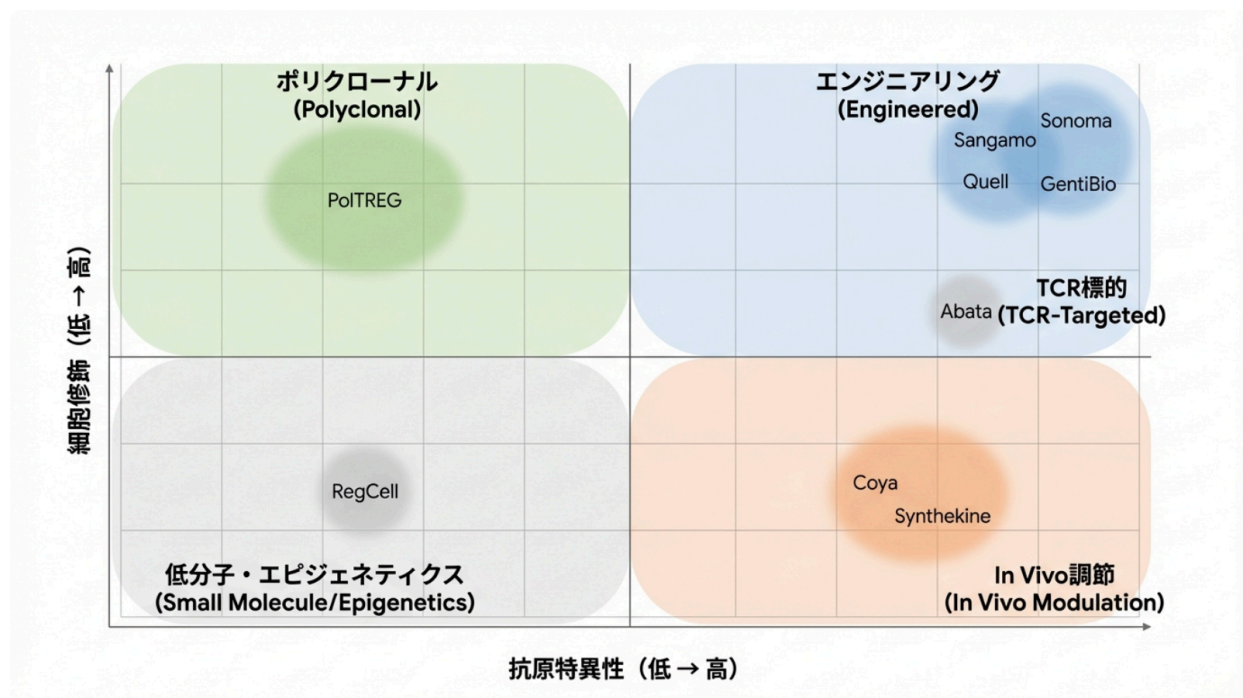 ポリクローナル
(Polyclonal)
エンジニアリング
(Engineered)
Sonoma
Sangamo
Quell
GentiBio
PolTREG
TCR標的
(TCR-Targeted)
Abata
細胞修飾（低 → 高）
RegCell
Coya
Synthekine
低分子・エピジェネティクス
(Small Molecule/Epigenetics)
In Vivo調節
(In Vivo Modulation)
抗原特異性（低 → 高）